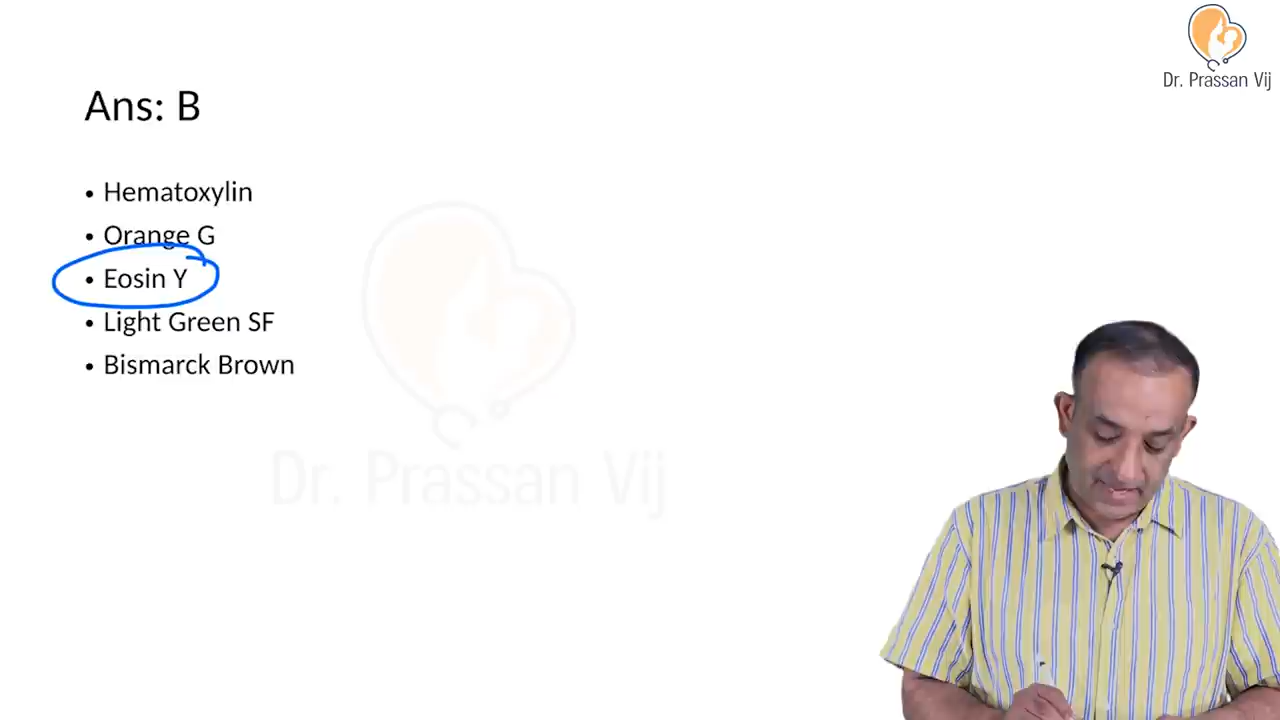 Dr. Prassan Vij
Ans: B
• Hematoxylin
• Orange G
• Eosin Y
• Light Green SF
• Bismarck Brown
Dr. Prassan Vij